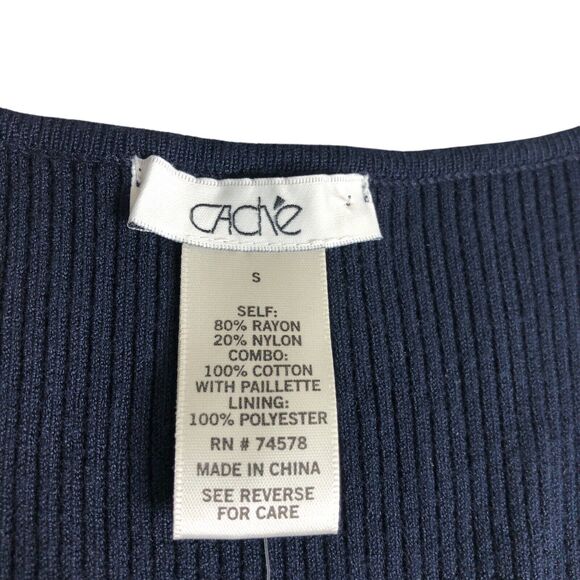 CAché
S
SELF:
80% RAYON
20% NYLON
COMBO:
100% COTTON
WITH PAILLETTE
LINING:
100% POLYESTER
RN # 74578
MADE IN CHINA
SEE REVERSE
FOR CARE